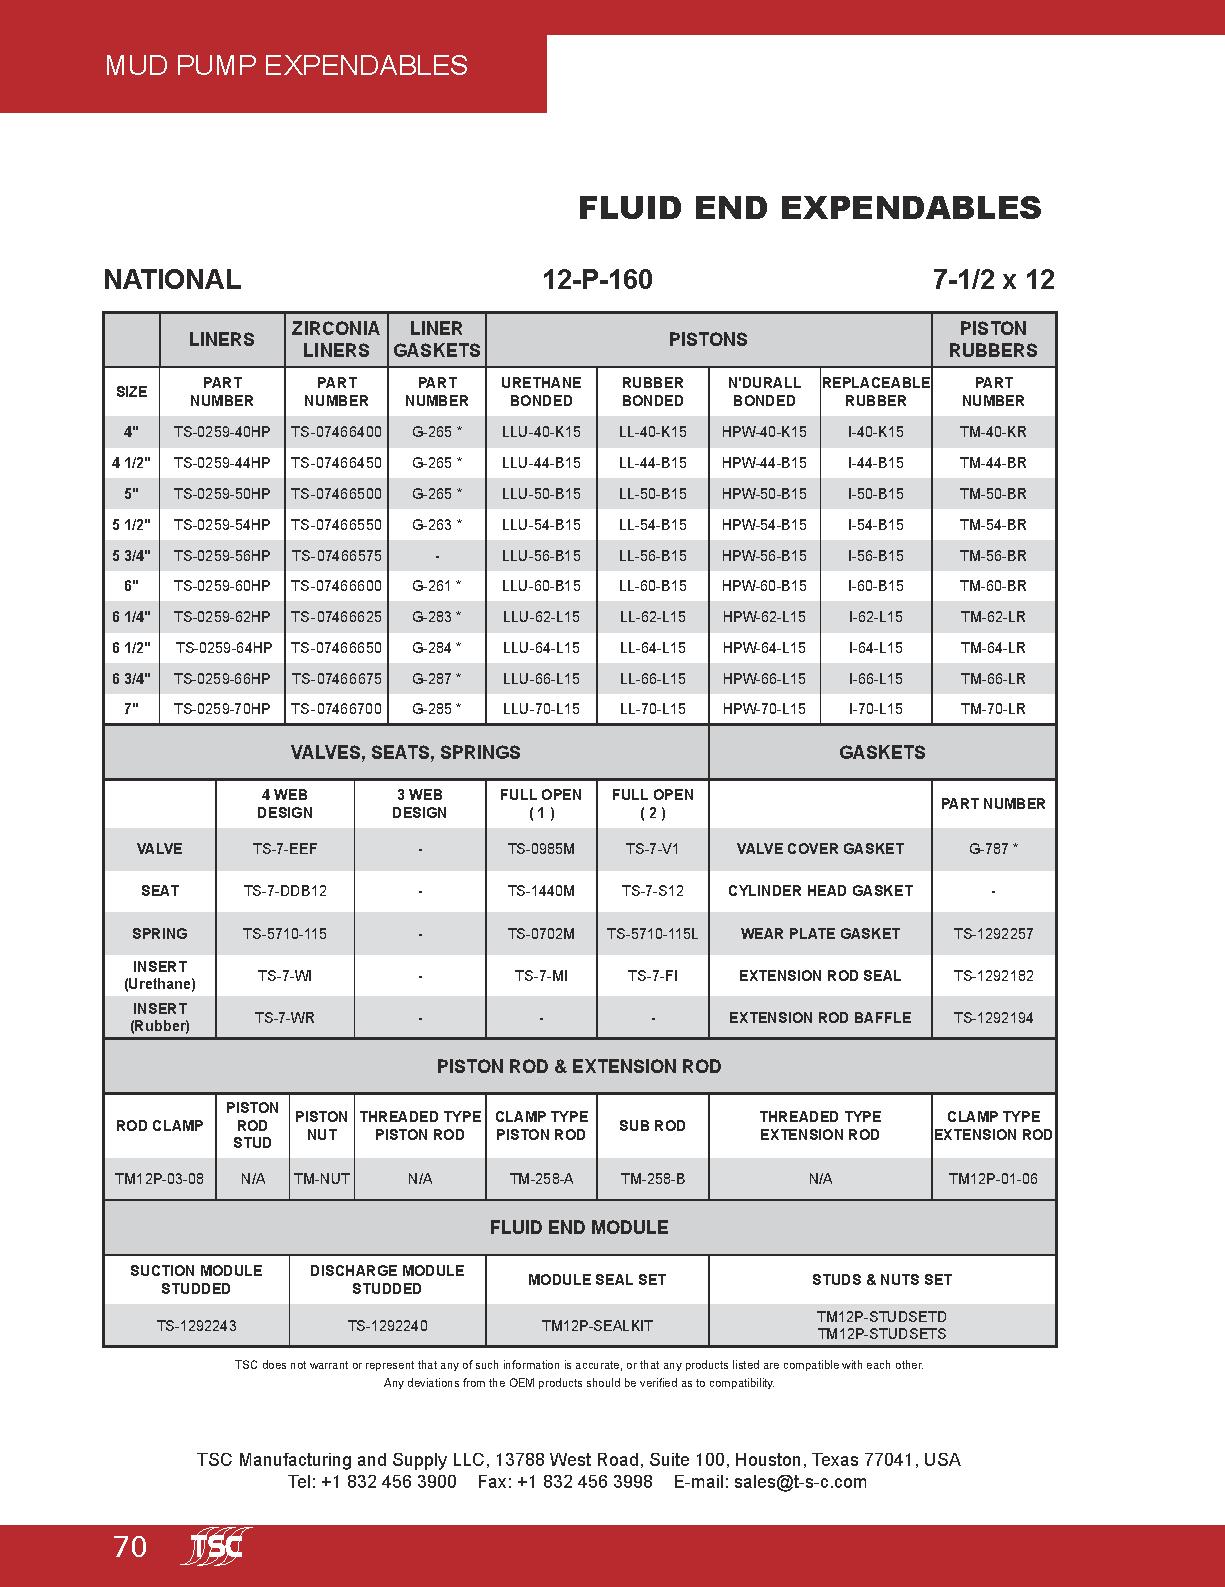 MUD PUMP EXPENDABLES
FLUID END EXPENDABLES
NATIONAL 12-P-160 7-1/2 x 12
LINERS ZIRCONIA LINERS LINER GASKETS PISTONS PISTON RUBBERS
SIZE PART NUMBER PART NUMBER PART NUMBER URETHANE BONDED RUBBER BONDED N'DURALL BONDED REPLACEABLE RUBBER PART NUMBER
4" TS-0259-40HP TS-07466400 G-265 * LLU-40-K15 LL-40-K15 HPW-40-K15 I-40-K15 TM-40-KR
4 1/2" TS-0259-44HP TS-07466450 G-265 * LLU-44-B15 LL-44-B15 HPW-44-B15 I-44-B15 TM-44-BR
5" TS-0259-50HP TS-07466500 G-265 * LLU-50-B15 LL-50-B15 HPW-50-B15 I-50-B15 TM-50-BR
5 1/2" TS-0259-54HP TS-07466550 G-263 * LLU-54-B15 LL-54-B15 HPW-54-B15 I-54-B15 TM-54-BR
5 3/4" TS-0259-56HP TS-07466575 - LLU-56-B15 LL-56-B15 HPW-56-B15 I-56-B15 TM-56-BR
6" TS-0259-60HP TS-07466600 G-261 * LLU-60-B15 LL-60-B15 HPW-60-B15 I-60-B15 TM-60-BR
6 1/4" TS-0259-62HP TS-07466625 G-283 * LLU-62-L15 LL-62-L15 HPW-62-L15 I-62-L15 TM-62-LR
6 1/2" TS-0259-64HP TS-07466650 G-284 * LLU-64-L15 LL-64-L15 HPW-64-L15 I-64-L15 TM-64-LR
6 3/4" TS-0259-66HP TS-07466675 G-287 * LLU-66-L15 LL-66-L15 HPW-66-L15 I-66-L15 TM-66-LR
7" TS-0259-70HP TS-07466700 G-285 * LLU-70-L15 LL-70-L15 HPW-70-L15 I-70-L15 TM-70-LR
VALVES, SEATS, SPRINGS GASKETS
4 WEB DESIGN 3 WEB DESIGN FULL OPEN ( 1 ) FULL OPEN ( 2 ) PART NUMBER
VALVE TS-7-EEF - TS-0985M TS-7-V1 VALVE COVER GASKET G-787 *
SEAT TS-7-DDB12 - TS-1440M TS-7-S12 CYLINDER HEAD GASKET -
SPRING TS-5710-115 - TS-0702M TS-5710-115L WEAR PLATE GASKET TS-1292257
INSERT (Urethane) TS-7-WI - TS-7-MI TS-7-FI EXTENSION ROD SEAL TS-1292182
INSERT (Rubber) TS-7-WR - - - EXTENSION ROD BAFFLE TS-1292194
PISTON ROD & EXTENSION ROD
ROD CLAMP PISTON ROD STUD PISTON NUT THREADED TYPE PISTON ROD CLAMP TYPE PISTON ROD SUB ROD THREADED TYPE EXTENSION ROD CLAMP TYPE EXTENSION ROD
TM12P-03-08 N/A TM-NUT N/A TM-258-A TM-258-B N/A TM12P-01-06
FLUID END MODULE
SUCTION MODULE STUDDED DISCHARGE MODULE STUDDED MODULE SEAL SET STUDS & NUTS SET
TS-1292243 TS-1292240 TM12P-SEALKIT TM12P-STUDSETD TM12P-STUDSETS
TSC does not warrant or represent that any of such information is accurate, or that any products listed are compatible with each other.
Any deviations from the OEM products should be verified as to compatibility.
TSC Manufacturing and Supply LLC, 13788 West Road, Suite 100, Houston, Texas 77041, USA
Tel: +1 832 456 3900 Fax: +1 832 456 3998 E-mail: sales@t-s-c.com
70 TSC